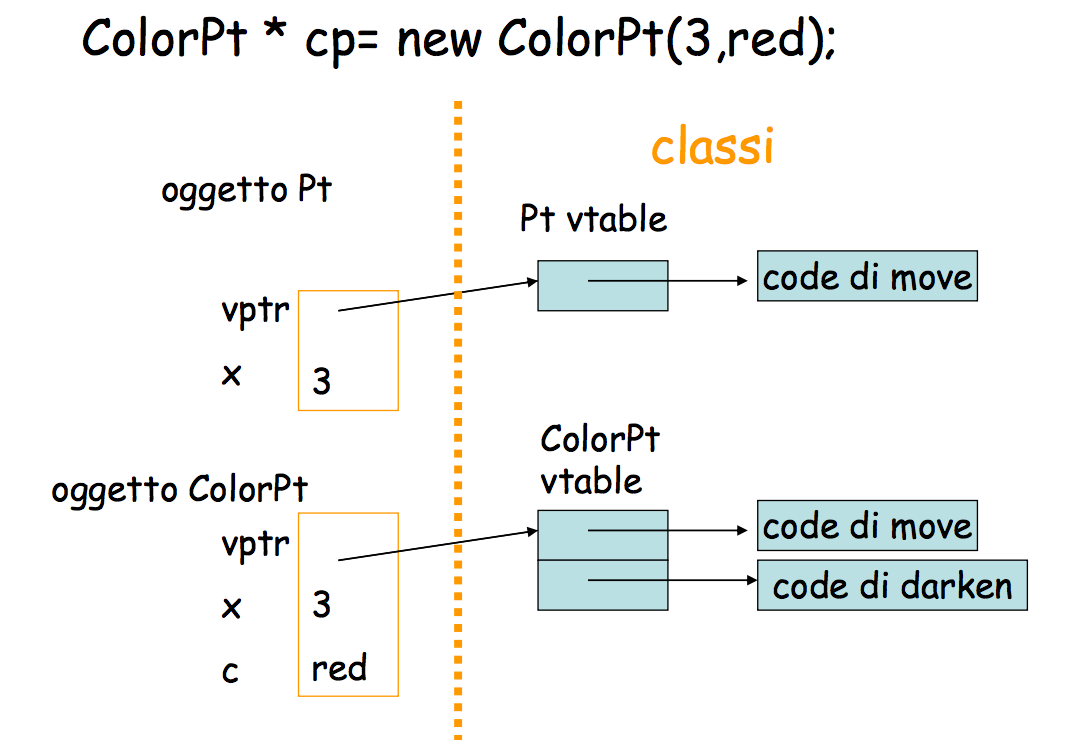 ColorPt * cp= new ColorPt(3,red);
classi
oggetto Pt
Pt vtable
code di move
vptr
x
3
ColorPt
vtable
oggetto ColorPt
code di move
vptr
code di darken
x
3
c
red